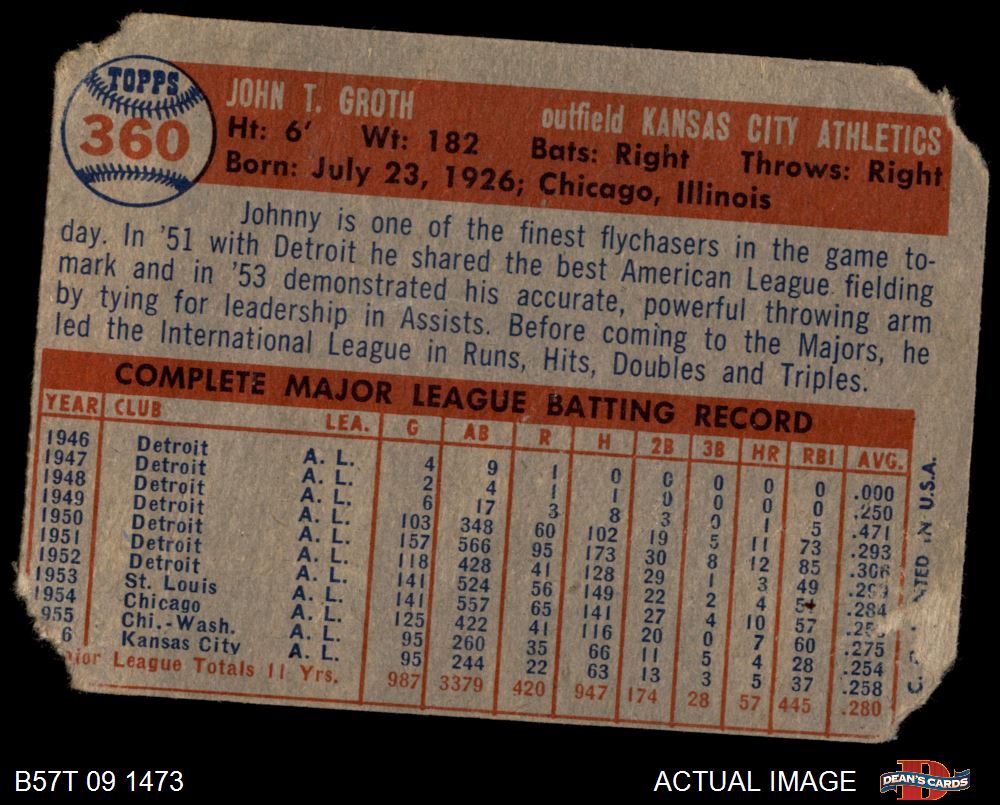 TOPPS
360
JOHN T. GROTH outfield KANSAS CITY ATHLETICS
Ht: 6' Wt: 182 Bats: Right Throws: Right
Born: July 23, 1926; Chicago, Illinois
Johnny is one of the finest flychasers in the game to-
day. In '51 with Detroit he shared the best American League fielding
mark and in '53 demonstrated his accurate, powerful throwing arm
by tying for leadership in Assists. Before coming to the Majors, he
led the International League in Runs, Hits, Doubles and Triples.
COMPLETE MAJOR LEAGUE BATTING RECORD
YEAR CLUB LEA. G AB R H 2B 3B HR RBI AVG.
1946 Detroit A. L. 4 9 1 0 0 0 0 0 .000
1947 Detroit A. L. 2 4 1 1 0 0 0 0 .250
1948 Detroit A. L. 6 17 3 8 3 0 1 5 .471
1949 Detroit A. L. 103 348 60 102 19 5 11 73 .293
1950 Detroit A. L. 157 566 95 173 30 8 12 85 .306
1951 Detroit A. L. 118 428 41 128 29 1 3 49
1952 Detroit A. L. 141 524 56 149 22 2 4 .284
1953 St. Louis A. L. 141 557 65 141 27 4 10 57
1954 Chicago A. L. 125 422 41 116 20 0 7 60 .275
955 Chi.-Wash. A. L. 95 260 35 66 11 5 4 28 .254
6 Kansas City A. L. 95 244 22 63 13 3 5 37 .258
League Totals 11 Yrs. 987 3379 420 947 174 28 57 445 .280
IN U.S.A.
B57T 09 1473
ACTUAL IMAGE
DEAN'S CARDS